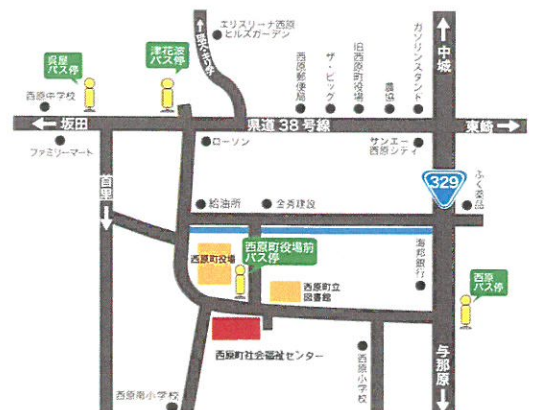 エリスリーナ西原
ヒルズガーデン
呉屋
バス停
津花波
バス停
西原中学校
西原郵便局
ザ・ビッグ
旧西原町役場
農協
ガソリンスタンド
中城
坂田
県道38号線
東崎
ファミリーマート
ローソン
サンエー
西原シティ
首里
329
ふく薬品
給油所
金秀建設
西原町役場
西原町役場前
バス停
海邦銀行
西原町立
図書館
西原
バス停
西原町社会福祉センター
西原小学校
与那原
西原南小学校